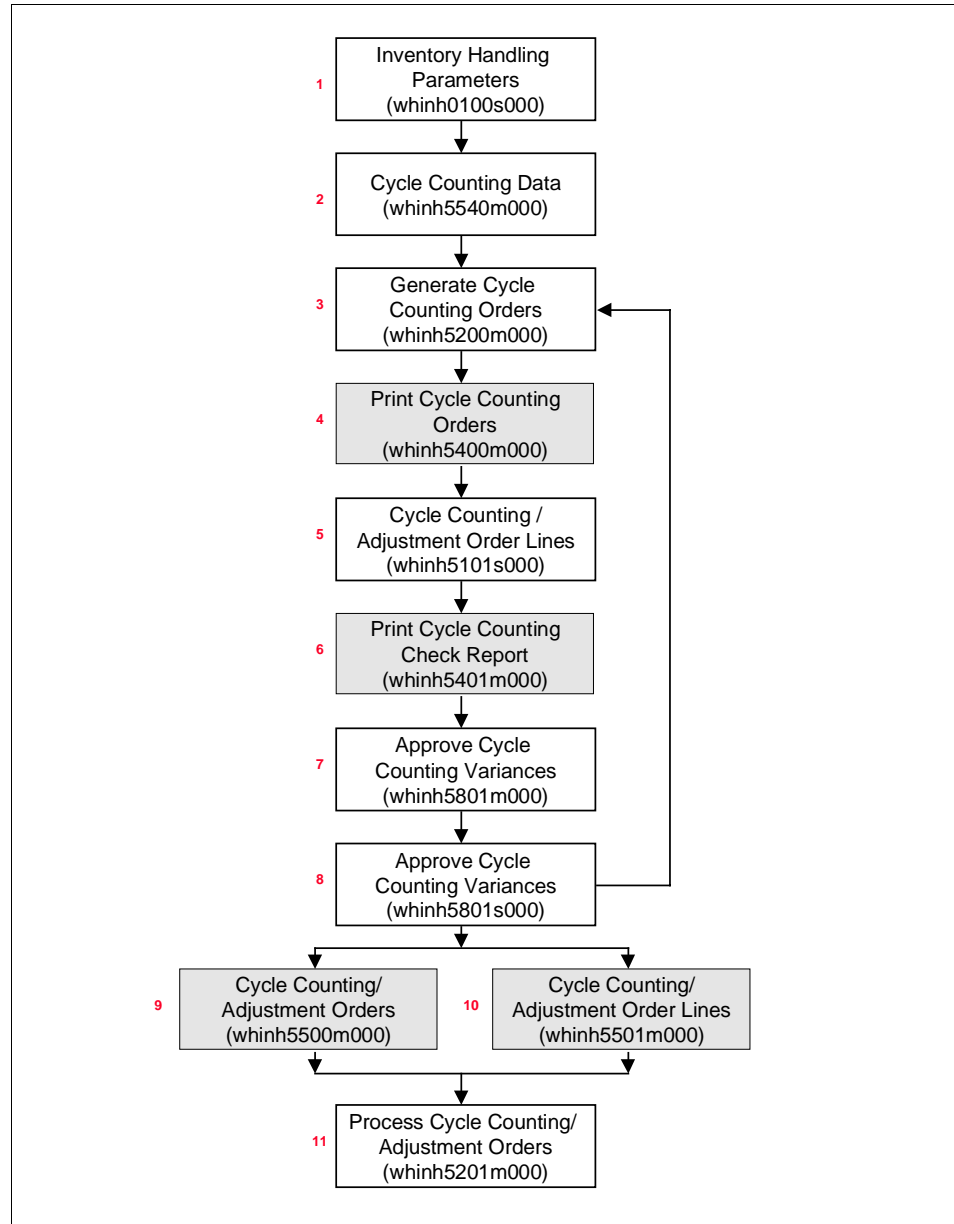 1
Inventory Handling
Parameters
(whinh0100s000)
2
Cycle Counting Data
(whinh5540m000)
3
Generate Cycle
Counting Orders
(whinh5200m000)
4
Print Cycle Counting
Orders
(whinh5400m000)
5
Cycle Counting /
Adjustment Order Lines
(whinh5101s000)
6
Print Cycle Counting
Check Report
(whinh5401m000)
7
Approve Cycle
Counting Variances
(whinh5801m000)
8
Approve Cycle
Counting Variances
(whinh5801s000)
9
Cycle Counting/
Adjustment Orders
(whinh5500m000)
10
Cycle Counting/
Adjustment Order Lines
(whinh5501m000)
11
Process Cycle Counting/
Adjustment Orders
(whinh5201m000)